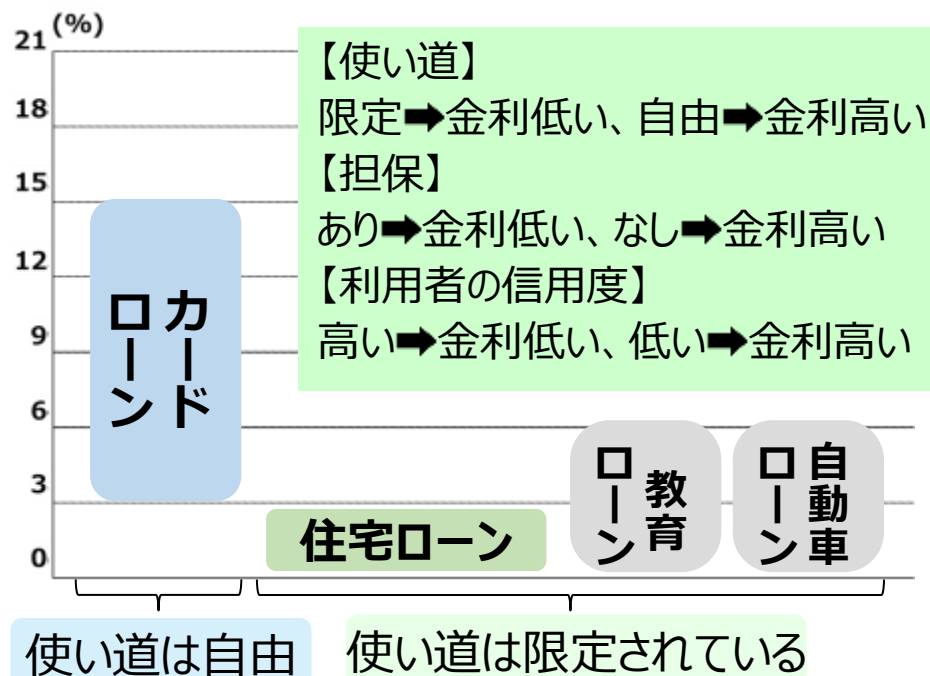 (%)
21
18
15
12
9
6
3
0
【使い道】
限定➡金利低い、自由➡金利高い
【担保】
あり➡金利低い、なし➡金利高い
【利用者の信用度】
高い➡金利低い、低い➡金利高い
カード
ローン
住宅ローン
教育
ローン
自動車
ローン
使い道は自由
使い道は限定されている